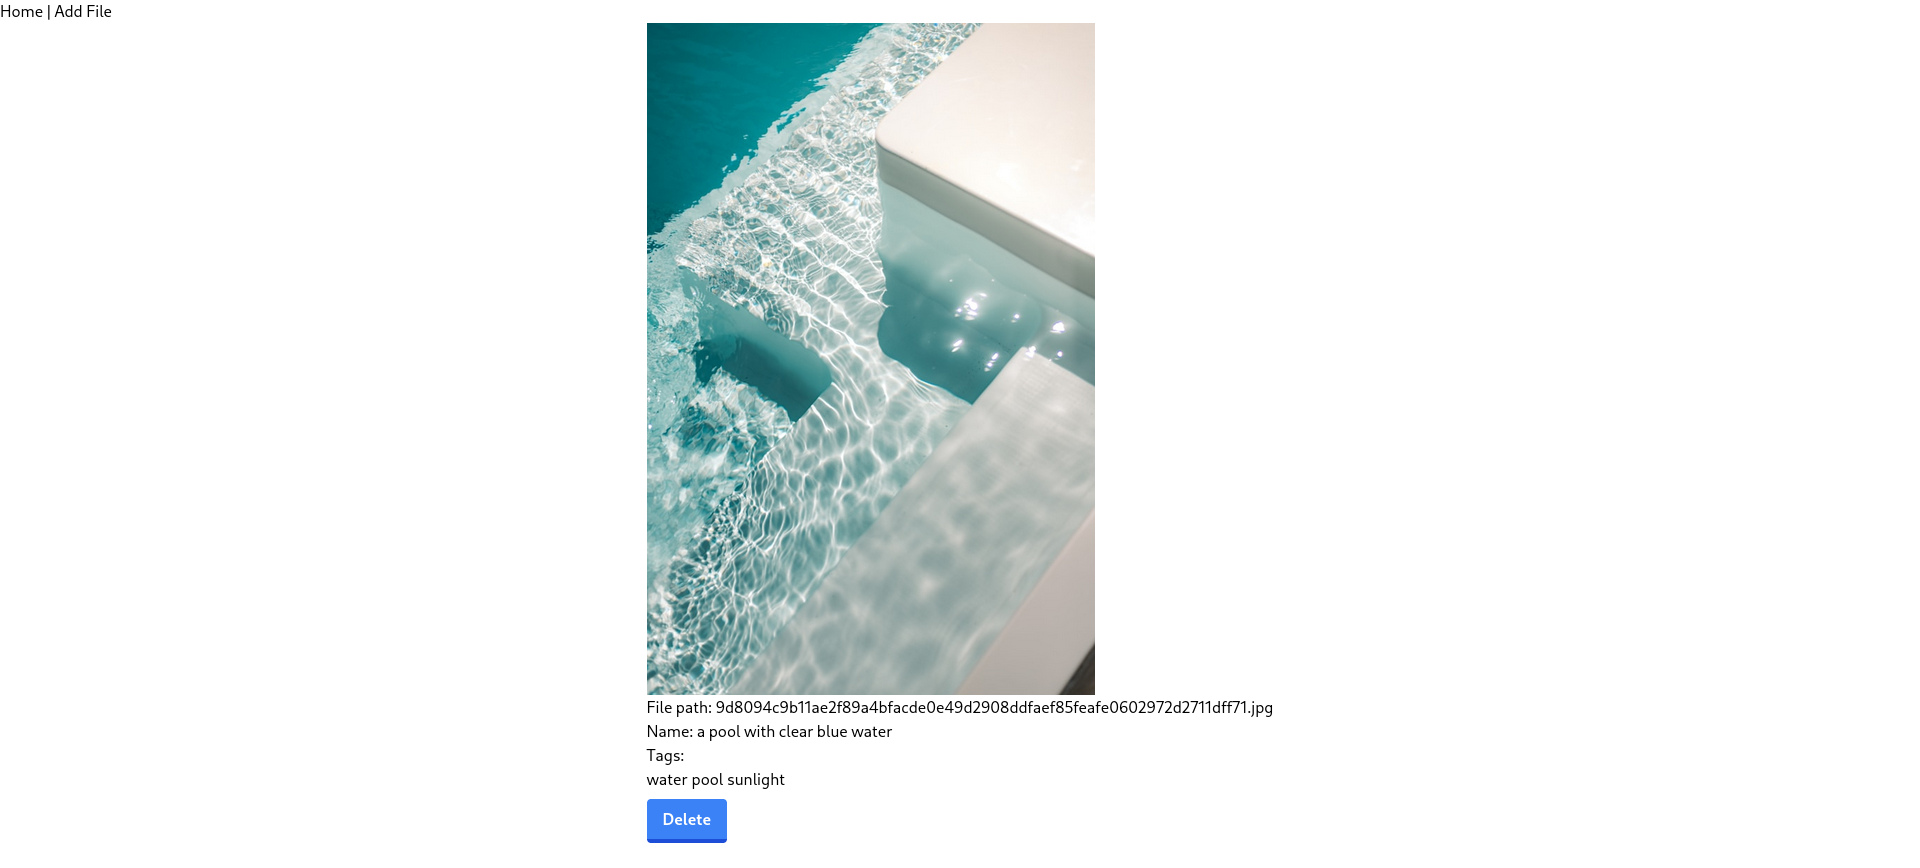 Home | Add File
File path: 9d8094c9b11ae2f89a4bfacde0e49d2908ddfaef85feafe0602972d2711dff71.jpg
Name: a pool with clear blue water
Tags:
water pool sunlight
Delete